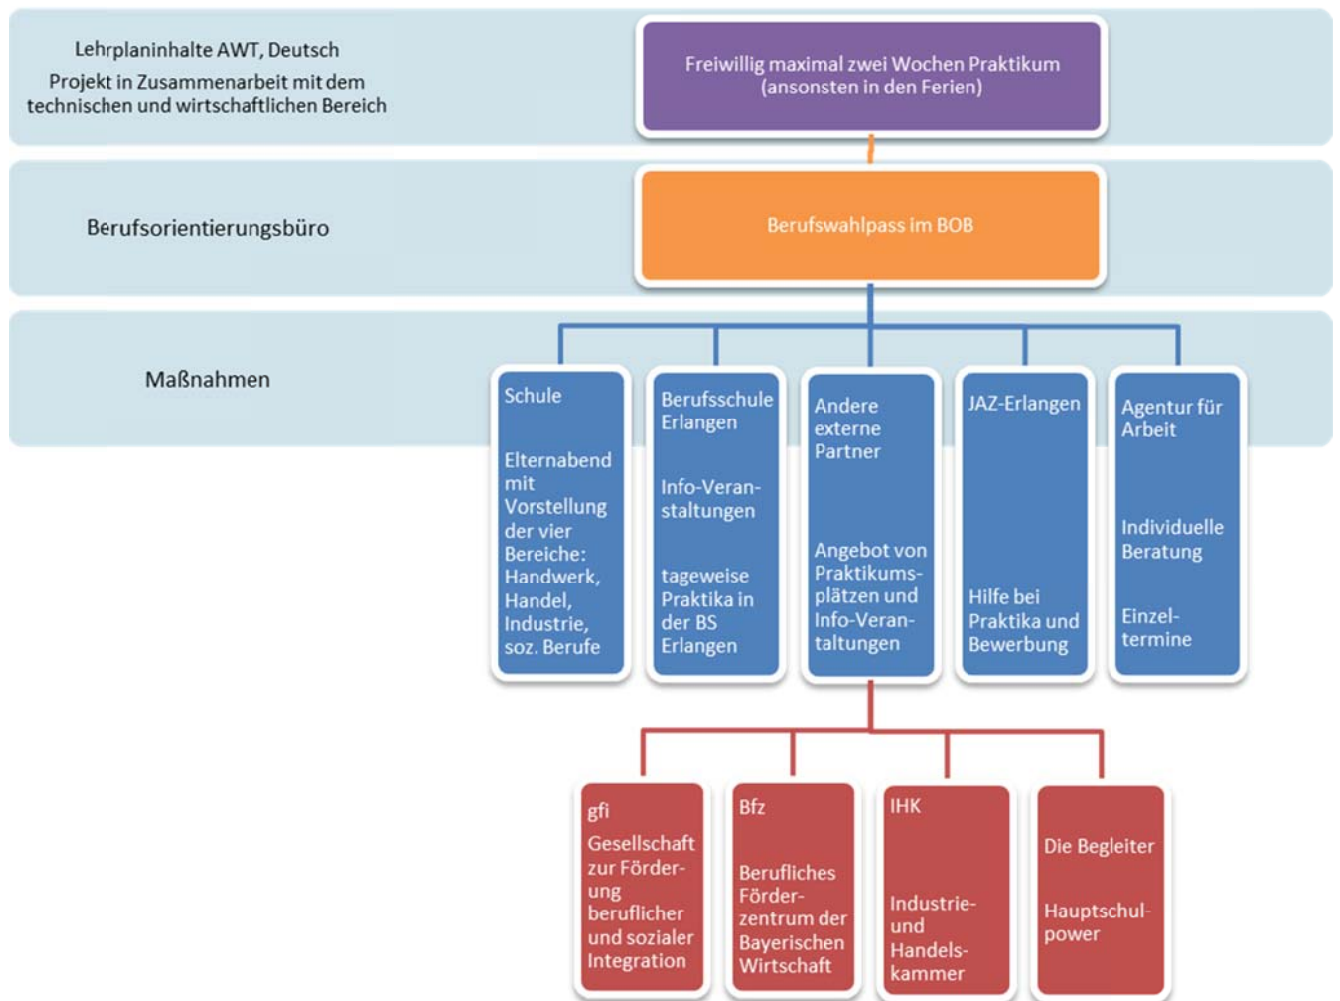 Lehrplaninhalte AWT, Deutsch
Projekt in Zusammenarbeit mit dem
technischen und wirtschaftlichen Bereich
Freiwillig maximal zwei Wochen Praktikum
(ansonsten in den Ferien)
Berufsorientierungsbüro
Berufswahlpass im BOB
Maßnahmen
Schule
Elternabend
mit
Vorstellung
der vier
Bereiche:
Handwerk,
Handel,
Industrie,
soz. Berufe
Berufsschule
Erlangen
Info-Veran-
staltungen
tageweise
Praktika in
der BS
Erlangen
Andere
externe
Partner
Angebot von
Praktikums-
plätzen und
Info-Veran-
taltungen
JAZ-Erlangen
Hilfe bei
Praktika und
Bewerbung
Agentur für
Arbeit
Individuelle
Beratung
Einzel-
termine
gfi
Gesellschaft
zur Förder-
ung
beruflicher
und sozialer
Integration
Bfz
Berufliches
Förder-
zentrum der
Bayerischen
Wirtschaft
IHK
Industrie-
und
Handels-
kammer
Die Begleiter
Hauptschul-
power